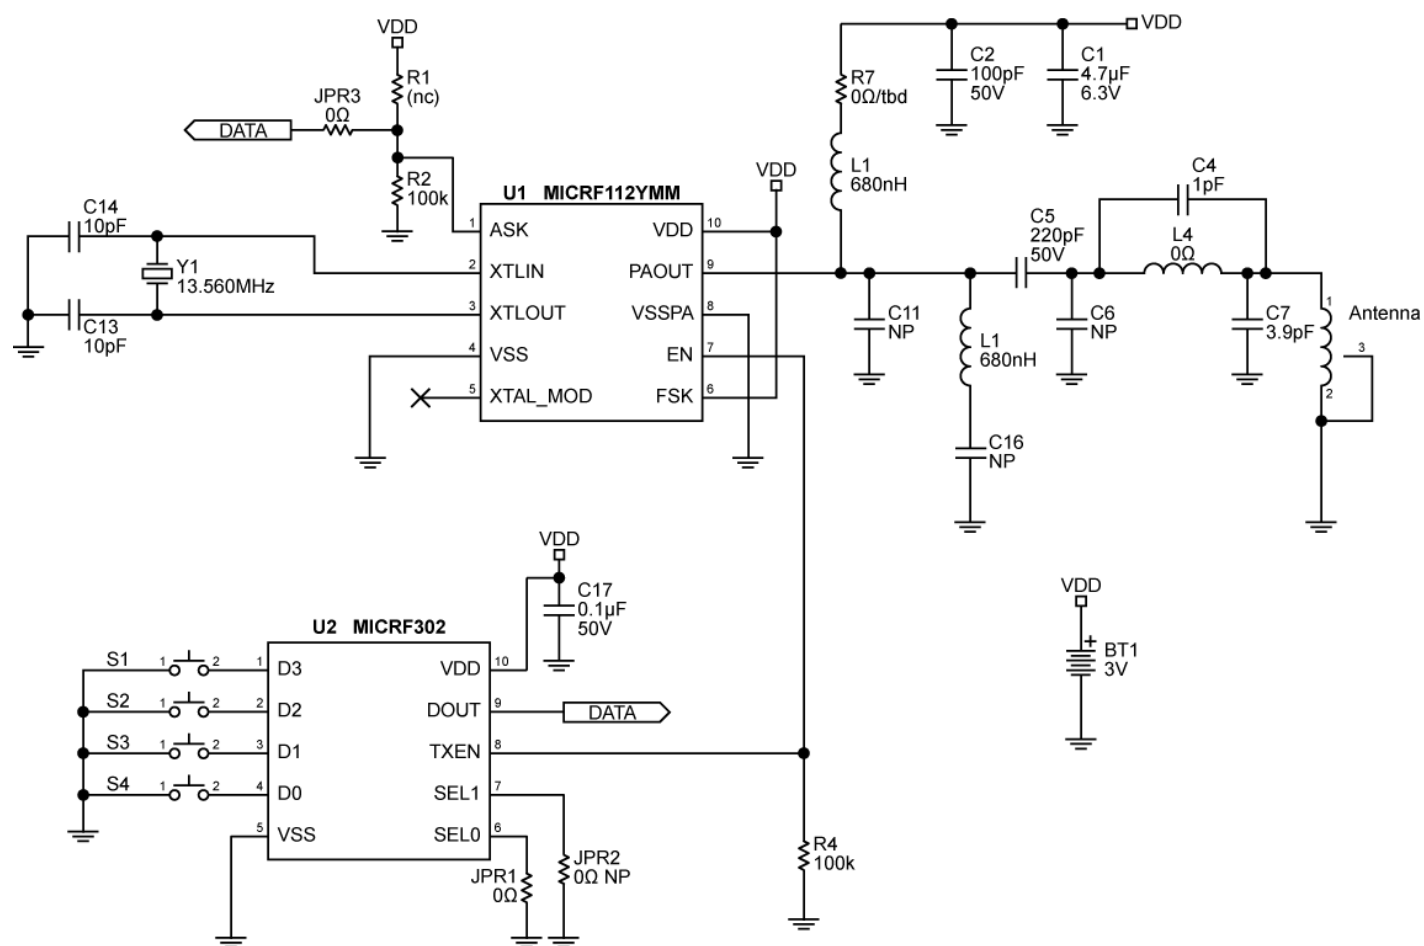 VDD
R1
(nc)
JPR3
0Ω
DATA
R2
100k
C14
10pF
Y1
13.560MHz
C13
10pF
U1 MICRF112YMM
1 ASK
2 XTLIN
3 XTLOUT
4 VSS
5 XTAL_MOD
VDD 10
PAOUT 9
VSSPA 8
EN 7
FSK 6
VDD
VDD
R7
0Ω/tbd
C2
100pF
50V
C1
4.7µF
6.3V
L1
680nH
C5
220pF
50V
C4
1pF
L4
0Ω
C11
NP
L1
680nH
C16
NP
C6
NP
C7
3.9pF
1
2
3
Antenna
VDD
C17
0.1µF
50V
U2 MICRF302
S1 1 2 1 D3
S2 1 2 2 D2
S3 1 2 3 D1
S4 1 2 4 D0
5 VSS
VDD 10
DOUT 9
DATA
TXEN 8
SEL1 7
SEL0 6
JPR1
0Ω
JPR2
0Ω NP
R4
100k
VDD
+
BT1
3V